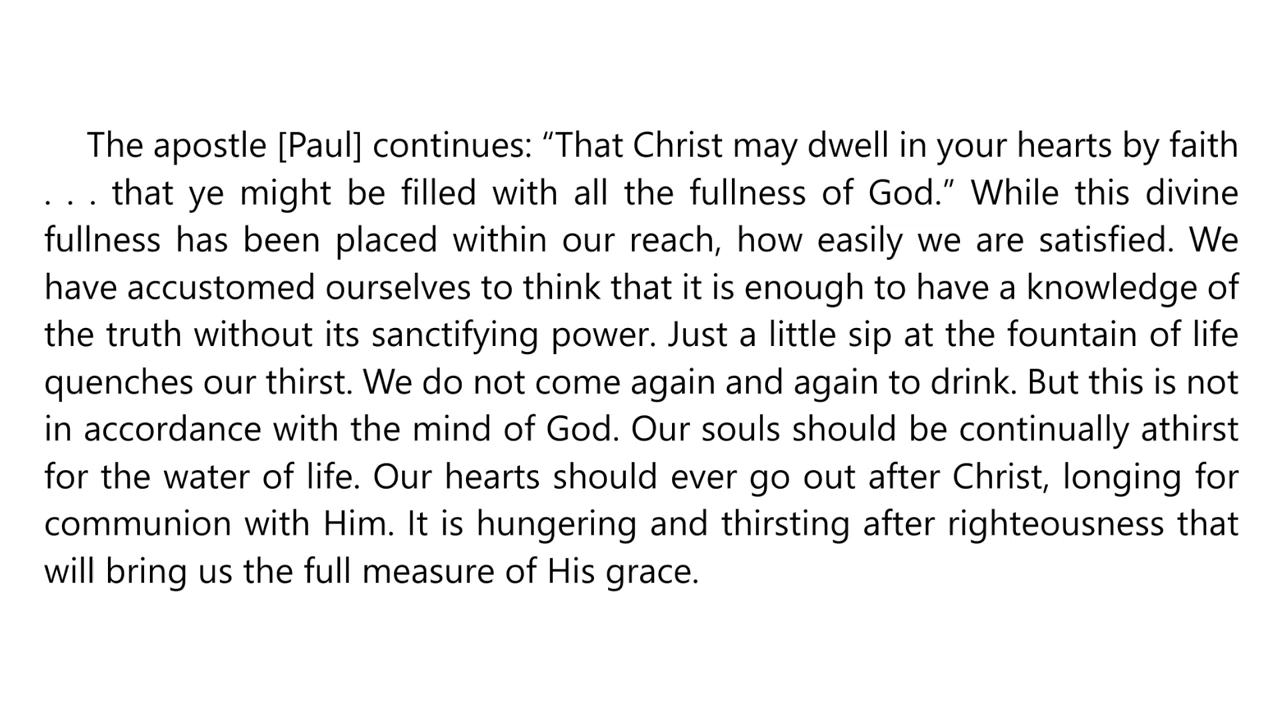 The apostle [Paul] continues: “That Christ may dwell in your hearts by faith
. . . that ye might be filled with all the fullness of God.” While this divine
fullness has been placed within our reach, how easily we are satisfied. We
have accustomed ourselves to think that it is enough to have a knowledge of
the truth without its sanctifying power. Just a little sip at the fountain of life
quenches our thirst. We do not come again and again to drink. But this is not
in accordance with the mind of God. Our souls should be continually athirst
for the water of life. Our hearts should ever go out after Christ, longing for
communion with Him. It is hungering and thirsting after righteousness that
will bring us the full measure of His grace.